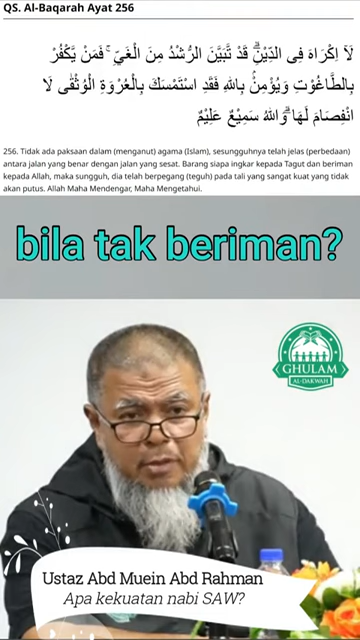 QS. Al-Baqarah Ayat 256
لَآ اِكْرَاهَ فِى الدِّيْنِۗ قَدْ تَّبَيَّنَ الرُّشْدُ مِنَ الْغَيِّ ۚ فَمَنْ يَّكْفُرْ
بِالطَّاغُوْتِ وَيُؤْمِنْۢ بِاللّٰهِ فَقَدِ اسْتَمْسَكَ بِالْعُرْوَةِ الْوُثْقٰى لَا
انْفِصَامَ لَهَا ۗوَاللّٰهُ سَمِيْعٌ عَلِيْمٌ
256. Tidak ada paksaan dalam (menganut) agama (Islam), sesungguhnya telah jelas (perbedaan)
antara jalan yang benar dengan jalan yang sesat. Barang siapa ingkar kepada Tagut dan beriman
kepada Allah, maka sungguh, dia telah berpegang (teguh) pada tali yang sangat kuat yang tidak
akan putus. Allah Maha Mendengar, Maha Mengetahui.
bila tak beriman?
GHULAM
AL-DAKWAH
Ustaz Abd Muein Abd Rahman
Apa kekuatan nabi SAW?